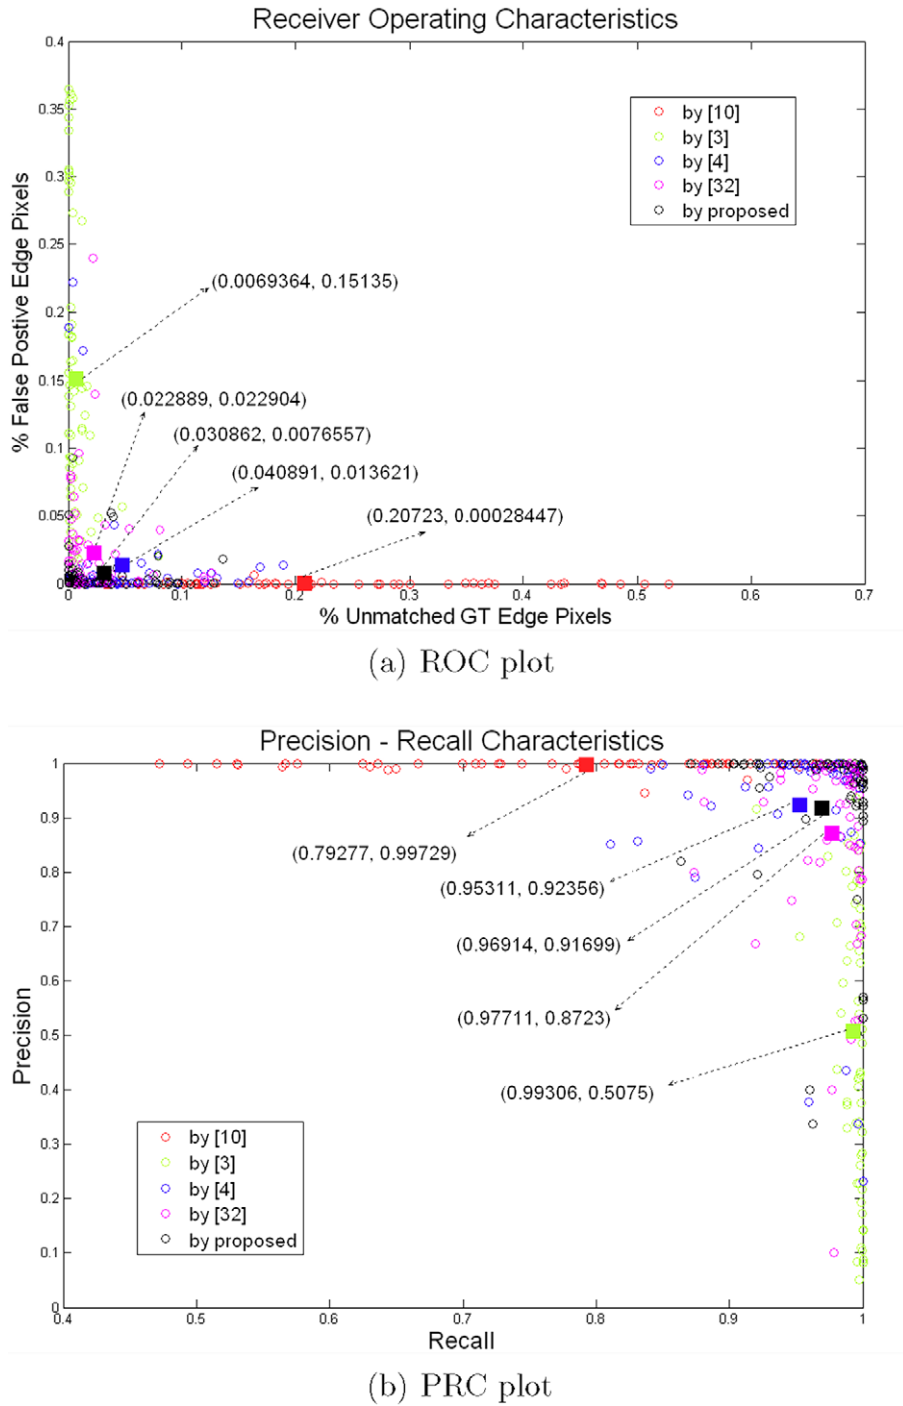 Receiver Operating Characteristics
0.4
0.35
0.3
0.25
0.2
0.15
0.1
0.05
0
% False Postive Edge Pixels
by [10]
by [3]
by [4]
by [32]
by proposed
(0.0069364, 0.15135)
(0.022889, 0.022904)
(0.030862, 0.0076557)
(0.040891, 0.013621)
(0.20723, 0.00028447)
0 0.1 0.2 0.3 0.4 0.5 0.6 0.7
% Unmatched GT Edge Pixels
(a) ROC plot
Precision - Recall Characteristics
1
0.9
0.8
0.7
0.6
0.5
0.4
0.3
0.2
0.1
0
Precision
(0.79277, 0.99729)
(0.95311, 0.92356)
(0.96914, 0.91699)
(0.97711, 0.8723)
(0.99306, 0.5075)
by [10]
by [3]
by [4]
by [32]
by proposed
0.4 0.5 0.6 0.7 0.8 0.9 1
Recall
(b) PRC plot